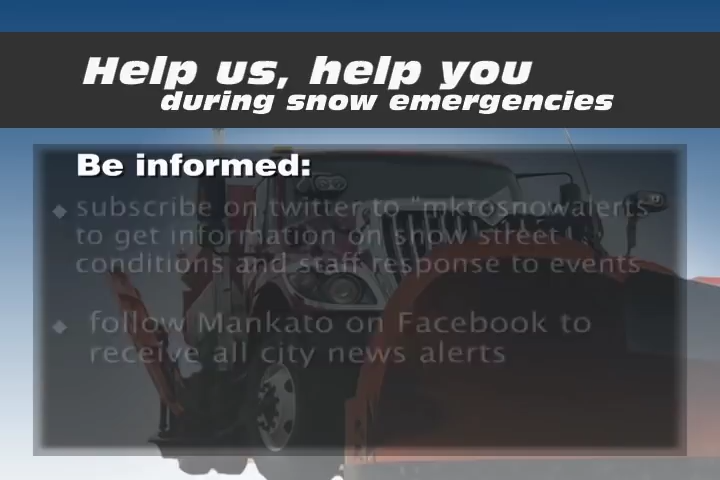 Help us, help you
during snow emergencies
Be informed:
subscribe on twitter to "mktosnowalerts"
to get information on snow street
conditions and staff response to events
follow Mankato on Facebook to
receive all city news alerts